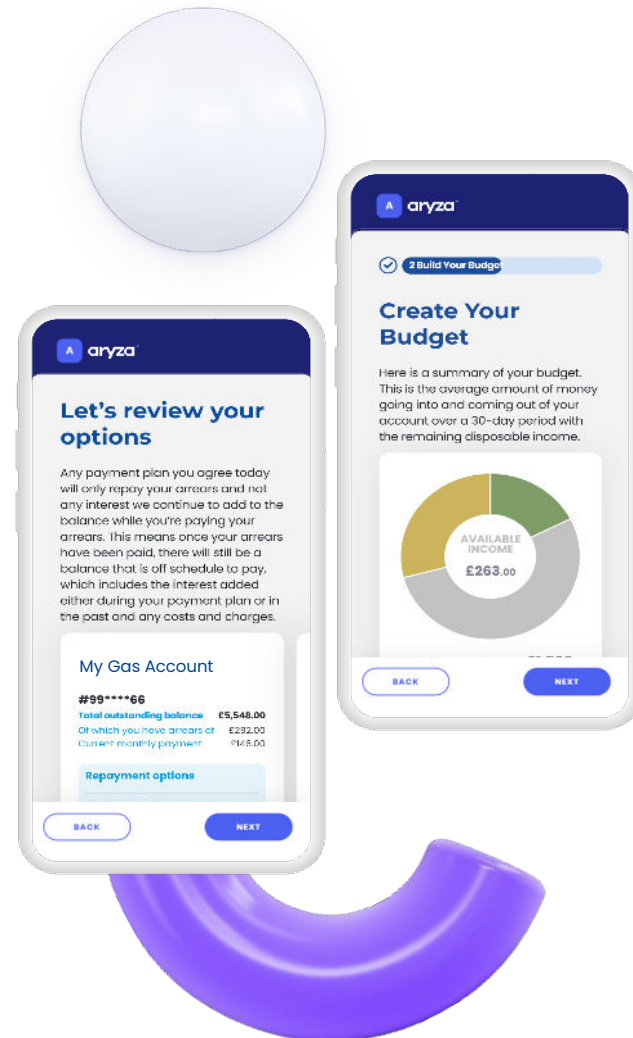 A aryza
2 Build Your Budget
Create Your
Budget
Here is a summary of your budget.
This is the average amount of money
going into and coming out of your
account over a 30-day period with
the remaining disposable income.
AVAILABLE
INCOME
£263.00
BACK
NEXT
A aryza
Let's review your
options
Any payment plan you agree today
will only repay your arrears and not
any interest we continue to add to the
balance while you're paying your
arrears. This means once your arrears
have been paid, there will still be a
balance that is off schedule to pay,
which includes the interest added
either during your payment plan or in
the past and any costs and charges.
My Gas Account
#99****66
Total outstanding balance £5,548.00
Of which you have arrears of £292.00
Current monthly payment
Repayment options
BACK
NEXT